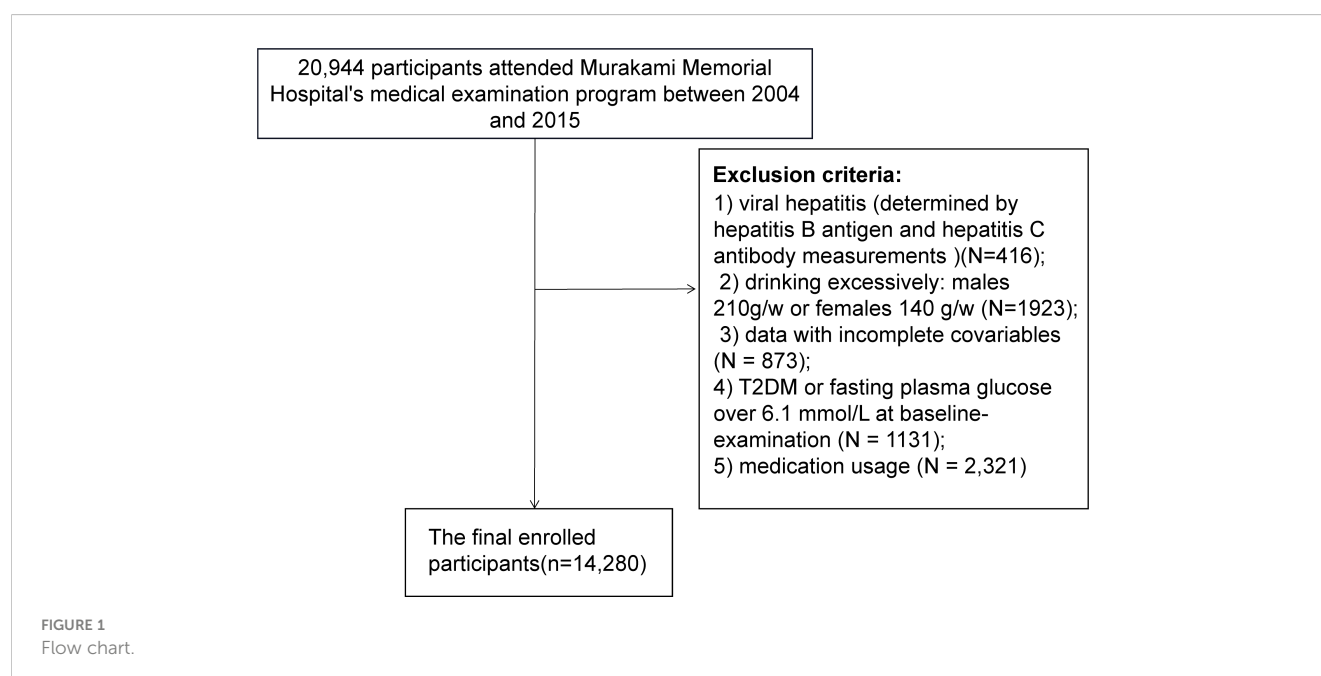 20,944 participants attended Murakami Memorial
Hospital's medical examination program between 2004
and 2015
Exclusion criteria:
1) viral hepatitis (determined by
hepatitis B antigen and hepatitis C
antibody measurements )(N=416);
2) drinking excessively: males
210g/w or females 140 g/w (N=1923);
3) data with incomplete covariables
(N = 873);
4) T2DM or fasting plasma glucose
over 6.1 mmol/L at baseline-
examination (N = 1131);
5) medication usage (N = 2,321)
The final enrolled
participants(n=14,280)
FIGURE 1
Flow chart.